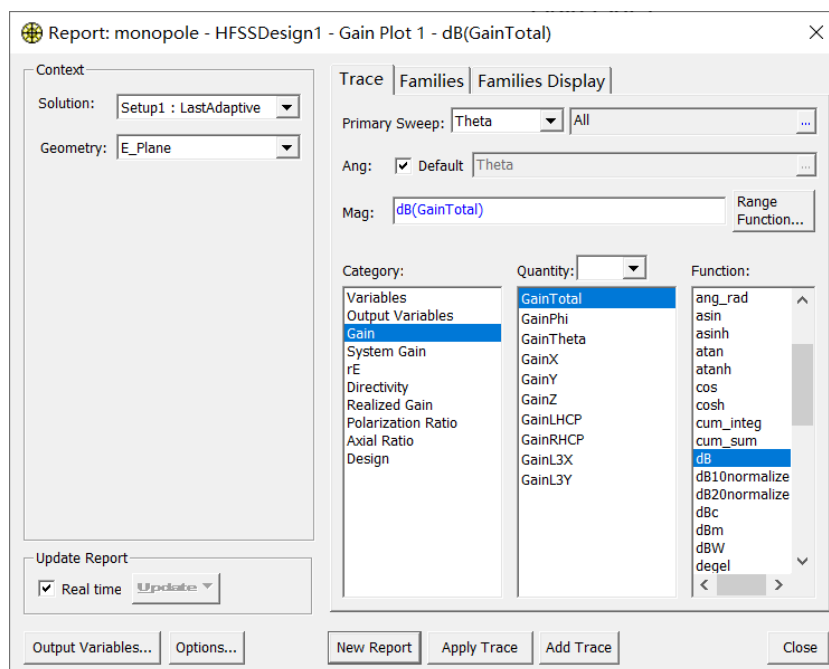 Report: monopole - HFSSDesign1 - Gain Plot 1 - dB(GainTotal)
Context
Solution: Setup1 : LastAdaptive
Geometry: E_Plane
Update Report
Real time Update
Output Variables... Options...
Trace Families Families Display
Primary Sweep: Theta All ...
Ang: Default Theta ...
Mag: dB(GainTotal) Range Function...
Category:
Variables
Output Variables
Gain
System Gain
rE
Directivity
Realized Gain
Polarization Ratio
Axial Ratio
Design
Quantity:
GainTotal
GainPhi
GainTheta
GainX
GainY
GainZ
GainLHCP
GainRHCP
GainL3X
GainL3Y
Function:
ang_rad
asin
asinh
atan
atanh
cos
cosh
cum_integ
cum_sum
dB
dB10normalize
dB20normalize
dBc
dBm
dBW
degel
New Report Apply Trace Add Trace Close